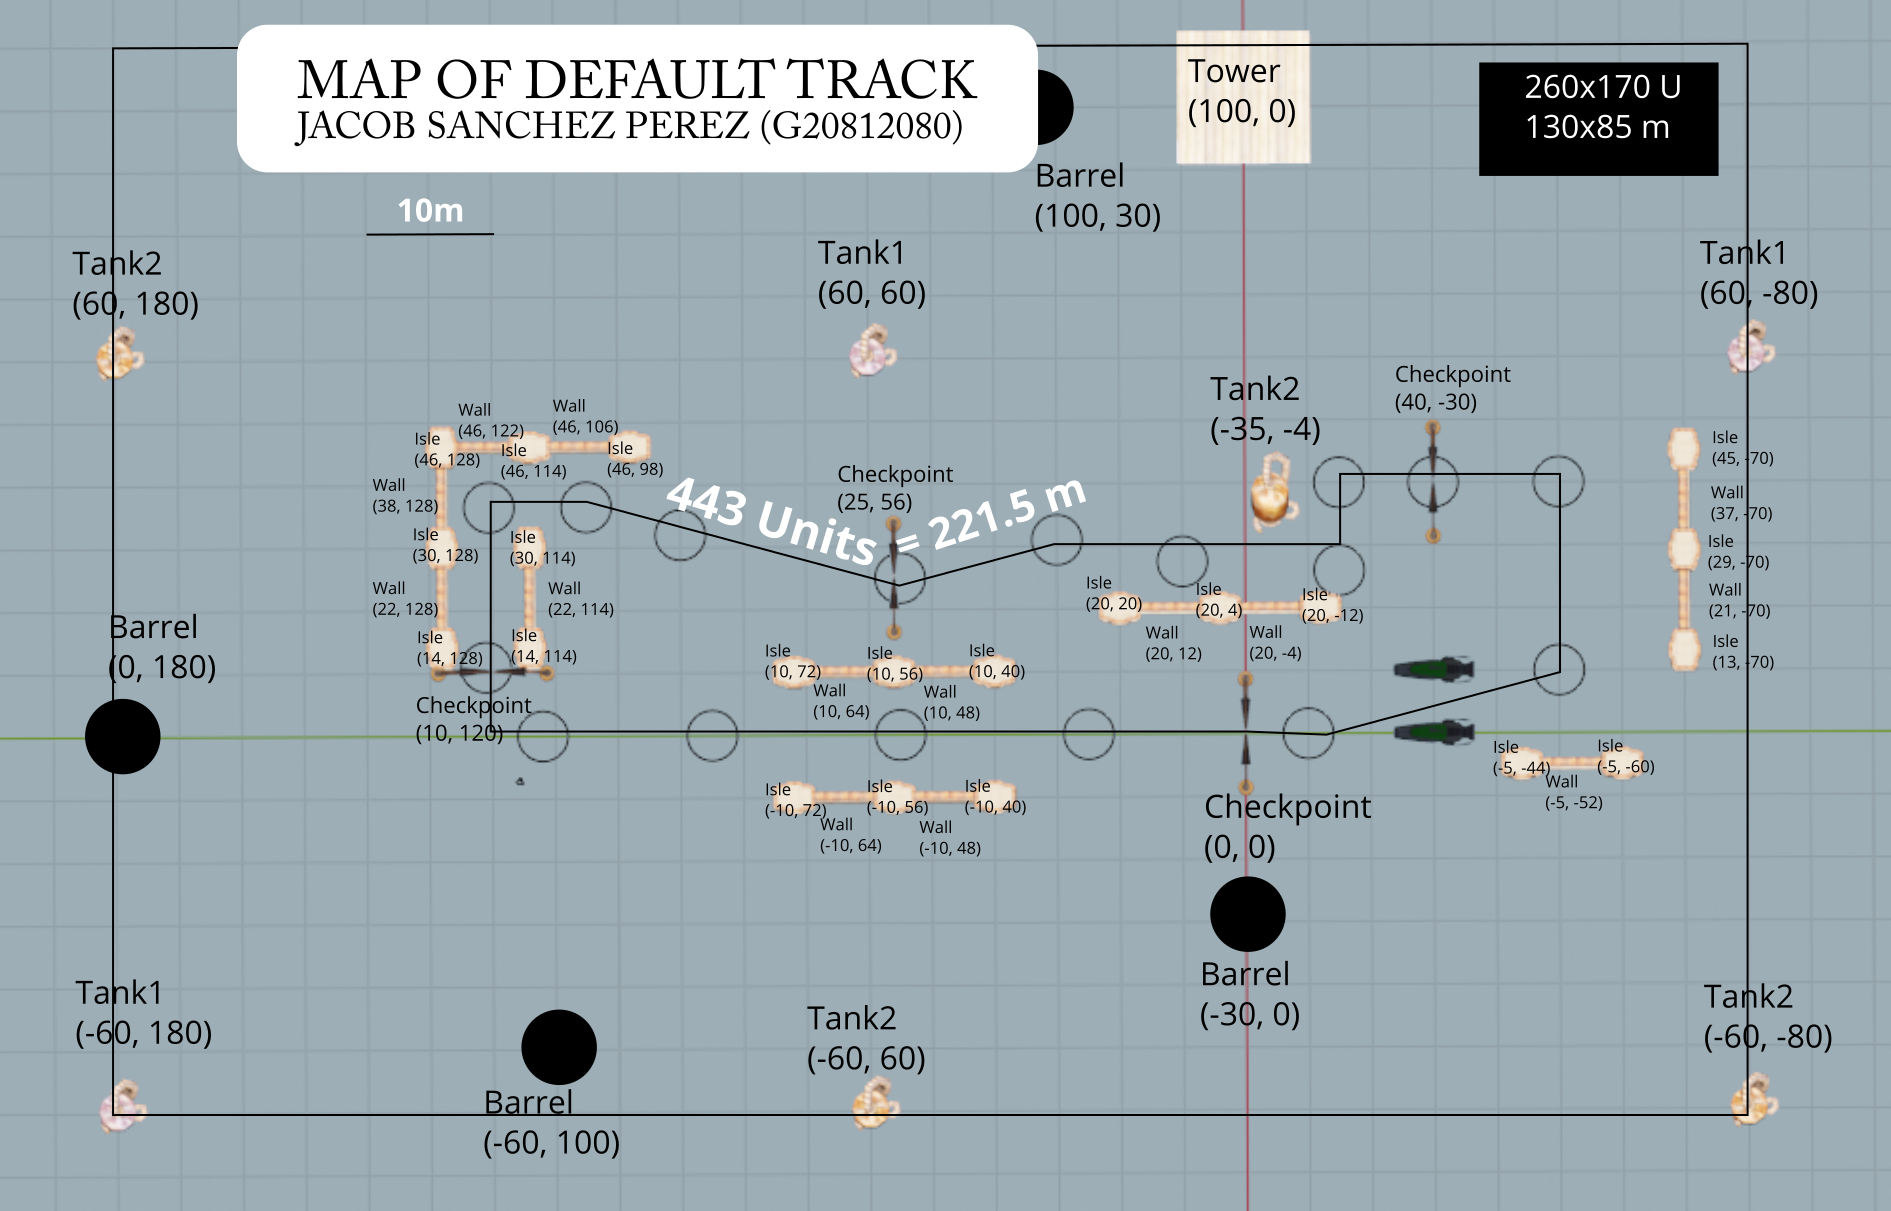 MAP OF DEFAULT TRACK
JACOB SANCHEZ PEREZ (G20812080)
Tower
(100, 0)
260x170 U
130x85 m
Barrel
(100, 30)
10m
Tank2
(60, 180)
Tank1
(60, 60)
Tank1
(60, -80)
Tank2
(-35, -4)
Checkpoint
(40, -30)
Wall
(46, 122)
Wall
(46, 106)
Isle
(46, 128)
Isle
(46, 114)
Isle
(46, 98)
Wall
(38, 128)
Isle
(30, 128)
Isle
(30, 114)
Wall
(22, 128)
Wall
(22, 114)
Isle
(14, 128)
Isle
(14, 114)
Checkpoint
(10, 120)
443 Units = 221.5 m
Checkpoint
(25, 56)
Isle
(45, -70)
Wall
(37, -70)
Isle
(29, -70)
Wall
(21, -70)
Isle
(13, -70)
Isle
(20, 20)
Isle
(20, 4)
Isle
(20, -12)
Wall
(20, 12)
Wall
(20, -4)
Barrel
(0, 180)
Isle
(10, 72)
Isle
(10, 56)
Isle
(10, 40)
Wall
(10, 64)
Wall
(10, 48)
Isle
(-5, -44)
Isle
(-5, -60)
Wall
(-5, -52)
Isle
(-10, 72)
Isle
(-10, 56)
Isle
(-10, 40)
Wall
(-10, 64)
Wall
(-10, 48)
Checkpoint
(0, 0)
Barrel
(-30, 0)
Tank1
(-60, 180)
Barrel
(-60, 100)
Tank2
(-60, 60)
Tank2
(-60, -80)